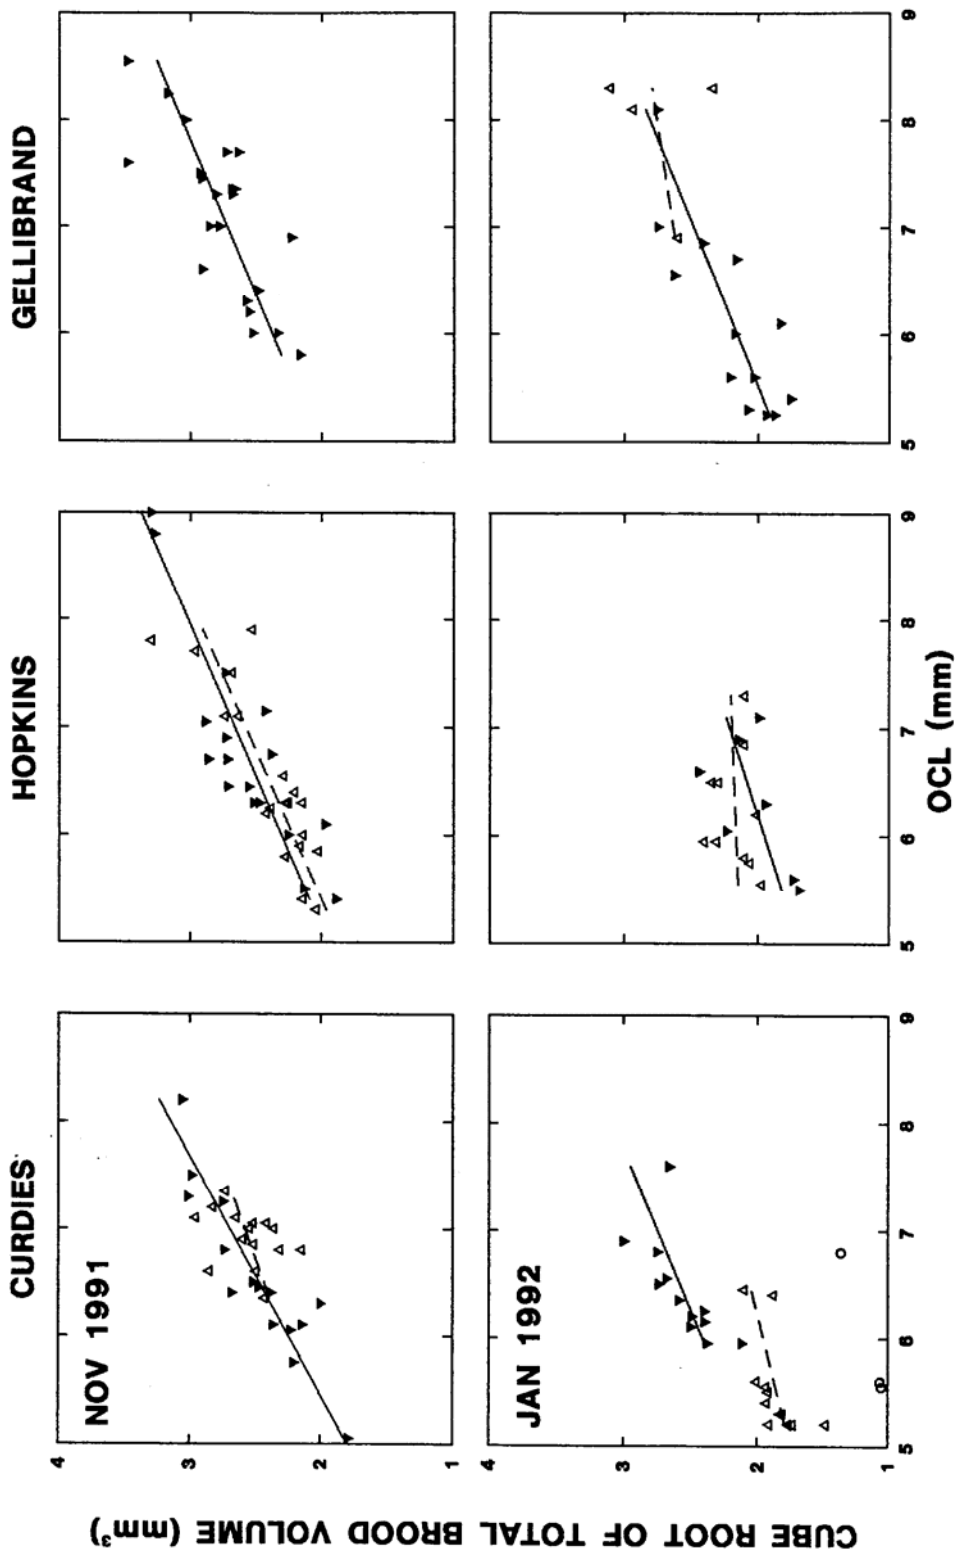 CURDIES HOPKINS GELLIBRAND
NOV 1991
4
3
2
1
JAN 1992
4
3
2
1
5 6 7 8 9 5 6 7 8 9 5 6 7 8 9
OCL (mm)
CUBE ROOT OF TOTAL BROOD VOLUME (mm³)